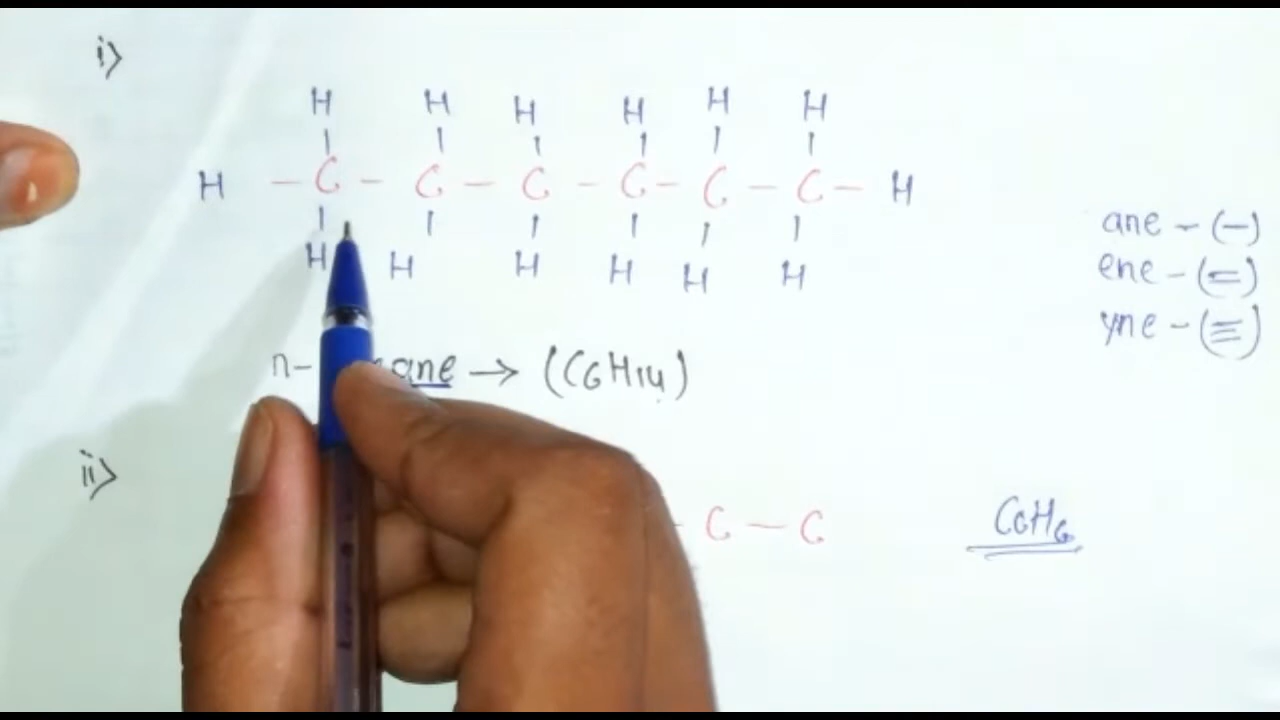 i)
H H H H H H
H – C – C – C – C – C – C – H
H H H H H H
ane – (–)
ene – (=)
yne – (≡)
n- ane → (C6H14)
ii)
– C – C
C6H6